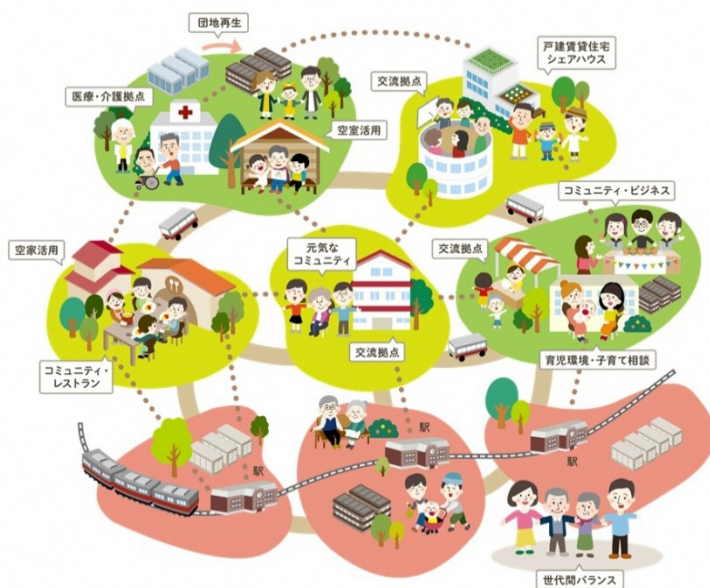 団地再生
戸建賃貸住宅
シェアハウス
交流拠点
医療・介護拠点
空室活用
コミュニティ・ビジネス
空家活用
元気な
コミュニティ
交流拠点
交流拠点
育児環境・子育て相談
コミュニティ・
レストラン
駅
駅
駅
世代間バランス